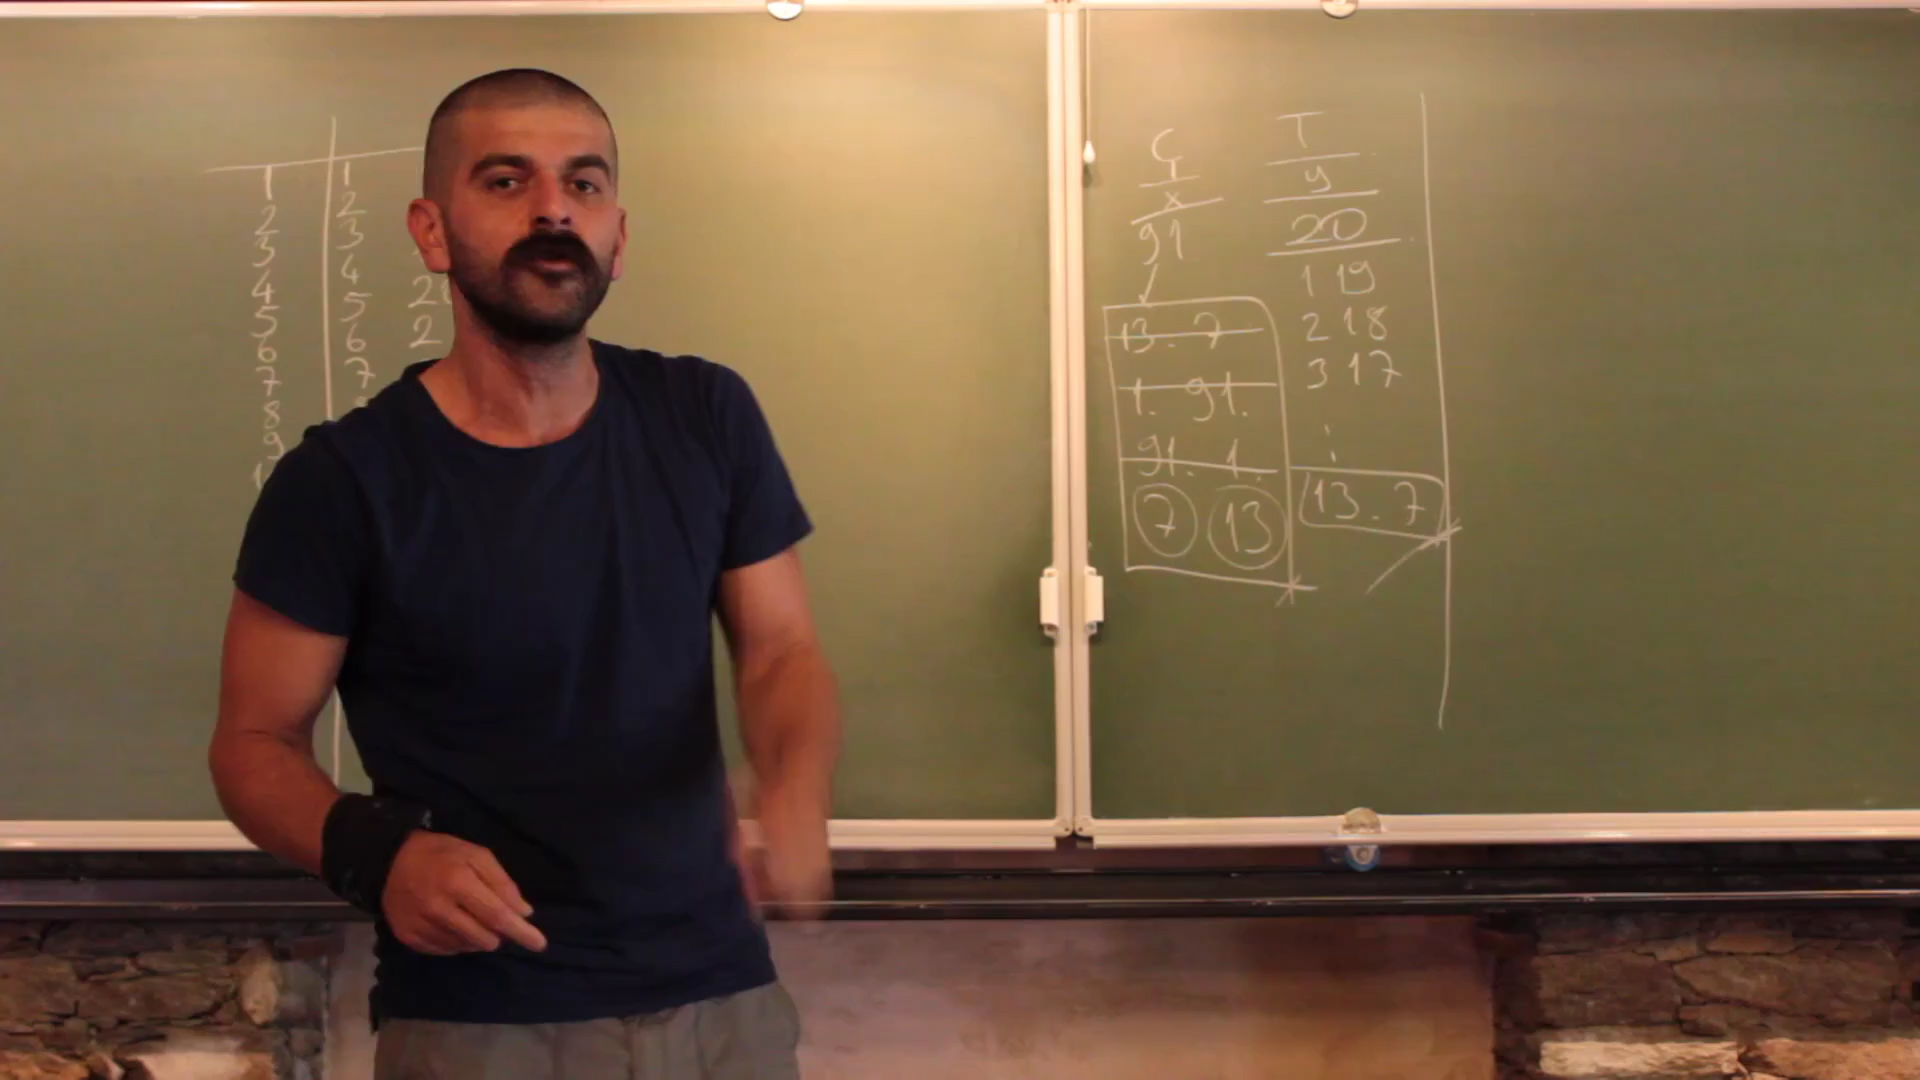 1 | 1
2 | 2
3 | 3
4 | 4
5 | 5
6 | 6 2
7 | 7
8
9
Ç
x
91
13. 7
1. 91.
91. 1.
7 13
T
y
20
1 19
2 18
3 17
⋮
13. 7